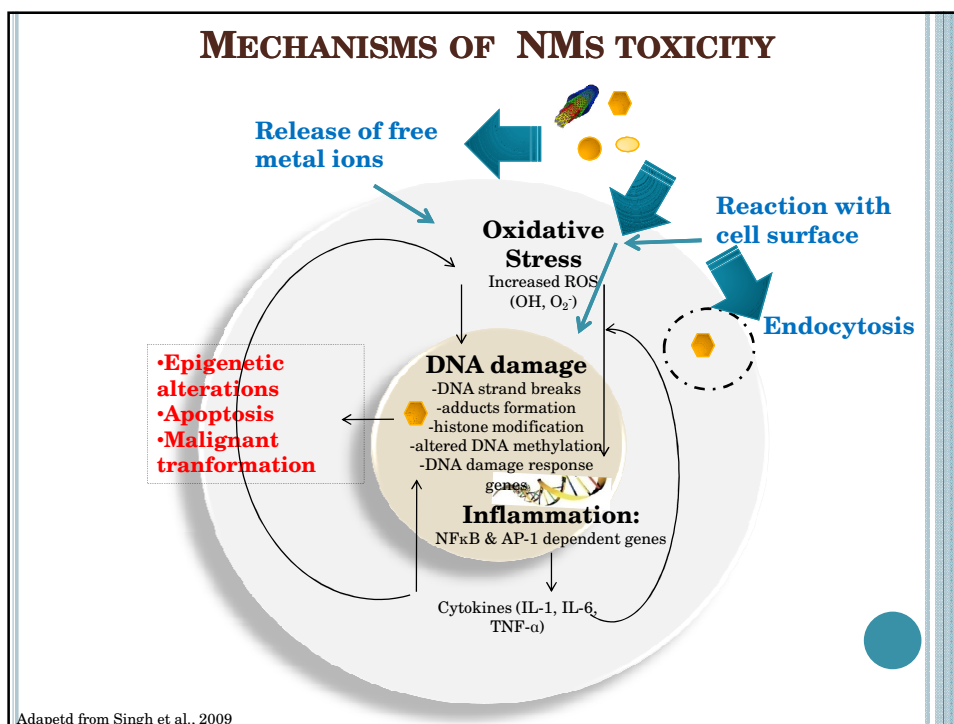 MECHANISMS OF NMS TOXICITY
Release of free
metal ions
Reaction with
cell surface
Oxidative
Stress
Increased ROS
(OH, O₂⁻)
Endocytosis
•Epigenetic
alterations
•Apoptosis
•Malignant
tranformation
DNA damage
-DNA strand breaks
-adducts formation
-histone modification
-altered DNA methylation
-DNA damage response
genes
Inflammation:
NFκB & AP-1 dependent genes
Cytokines (IL-1, IL-6,
TNF-α)
Adapetd from Singh et al., 2009